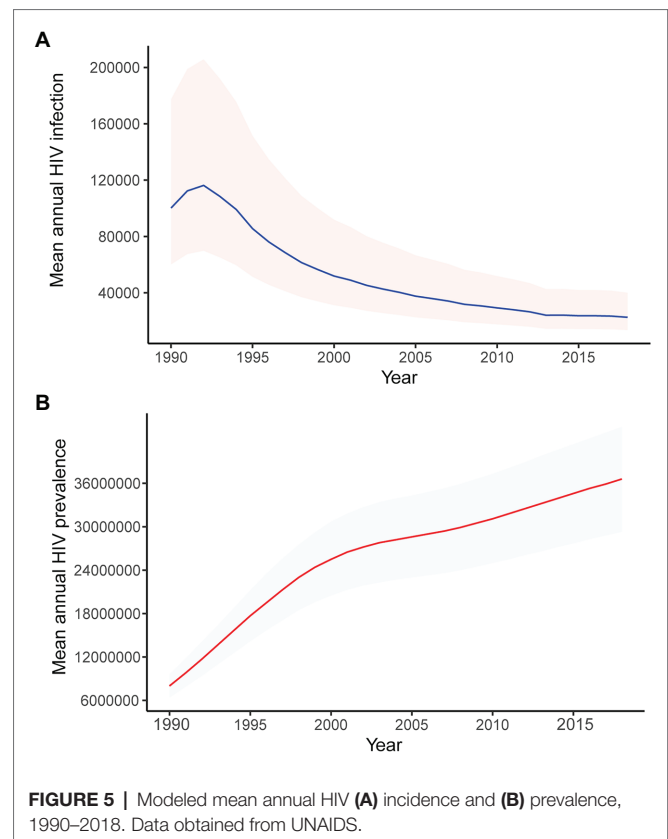 A
Mean annual HIV infection
200000
160000
120000
80000
40000
1990 1995 2000 2005 2010 2015
Year
B
Mean annual HIV prevalence
36000000
30000000
24000000
18000000
12000000
6000000
1990 1995 2000 2005 2010 2015
Year
FIGURE 5 | Modeled mean annual HIV (A) incidence and (B) prevalence,
1990–2018. Data obtained from UNAIDS.